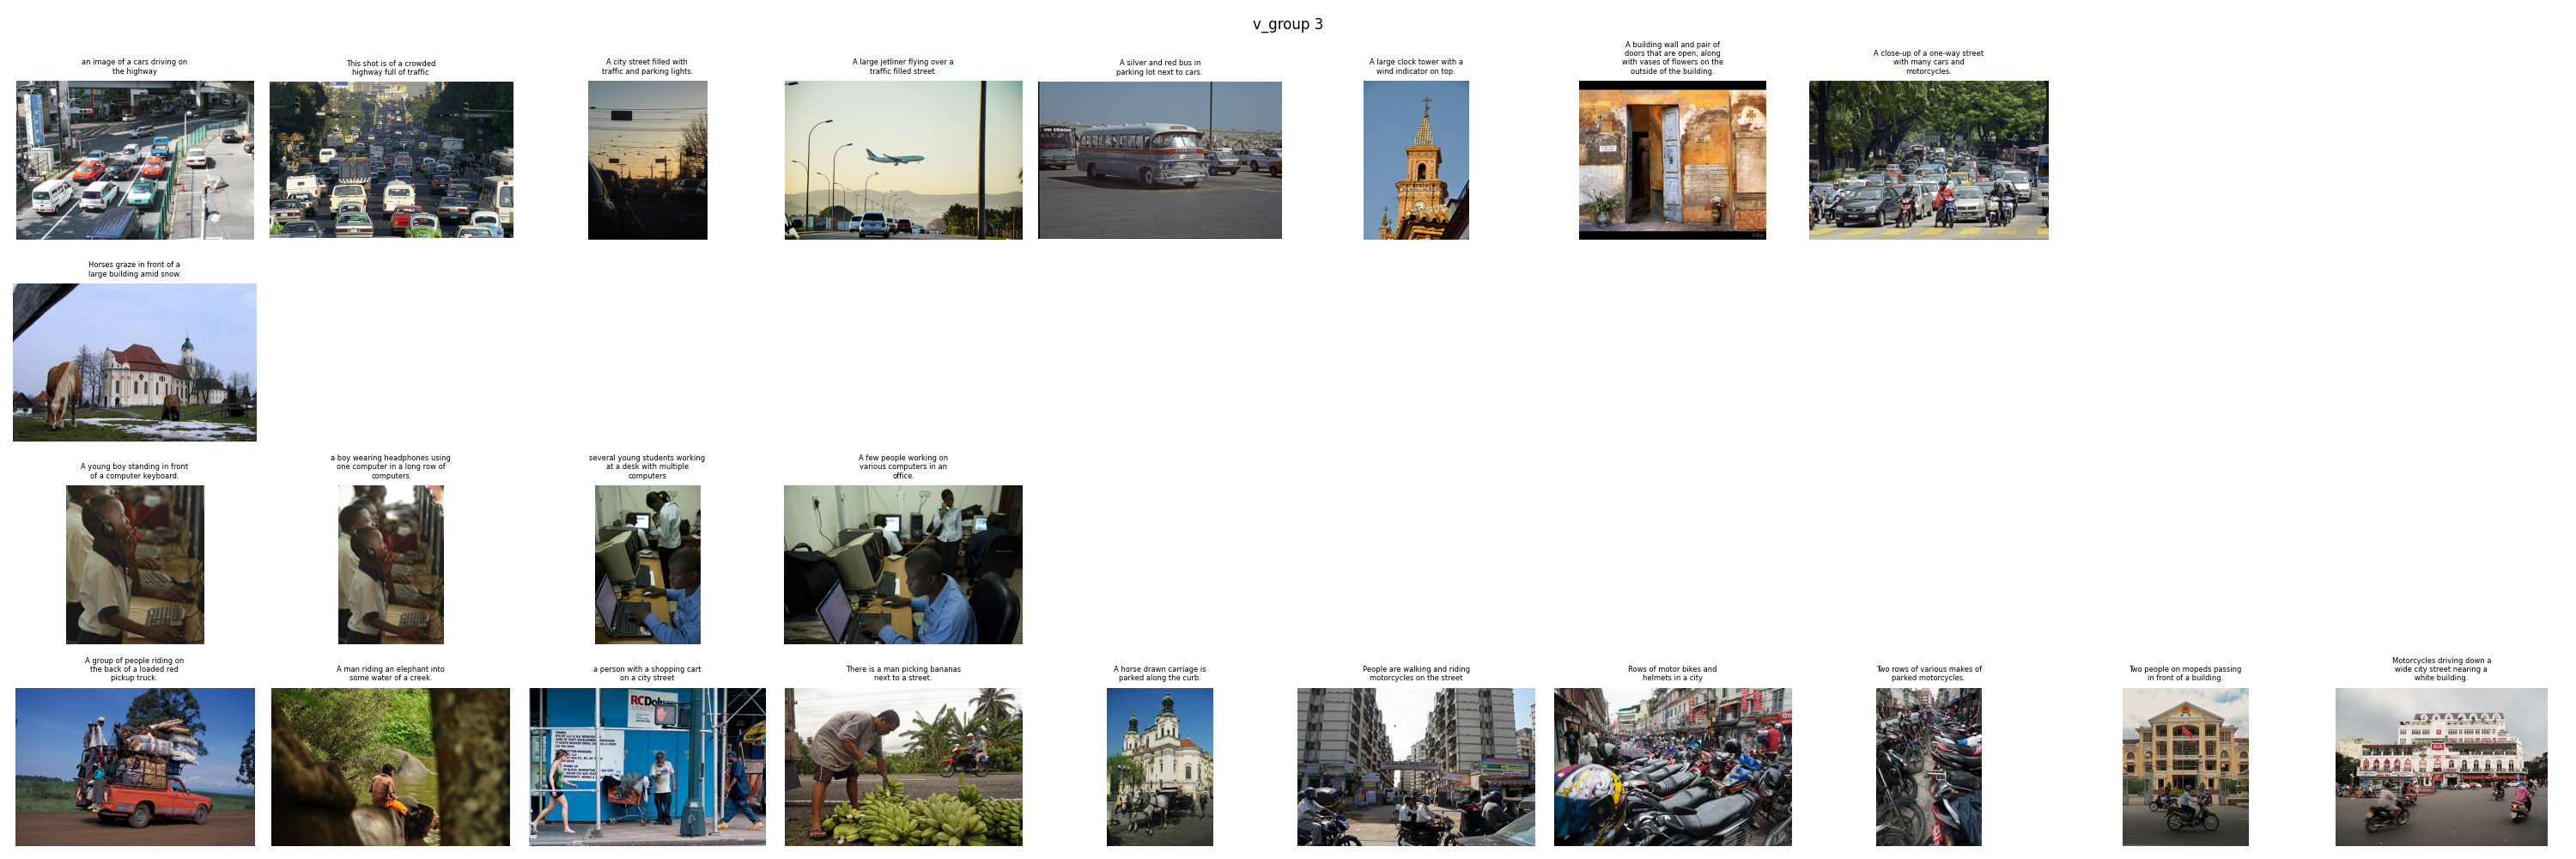 v_group 3
an image of a cars driving on
the highway
This shot is of a crowded
highway full of traffic
A city street filled with
traffic and parking lights.
A large jetliner flying over a
traffic filled street.
A silver and red bus in
parking lot next to cars.
A large clock tower with a
wind indicator on top.
A building wall and pair of
doors that are open, along
with vases of flowers on the
outside of the building.
A close-up of a one-way street
with many cars and
motorcycles.
Horses graze in front of a
large building amid snow.
A young boy standing in front
of a computer keyboard.
a boy wearing headphones using
one computer in a long row of
computers
several young students working
at a desk with multiple
computers
A few people working on
various computers in an
office.
A group of people riding on
the back of a loaded red
pickup truck.
A man riding an elephant into
some water of a creek.
a person with a shopping cart
on a city street
RCDol
There is a man picking bananas
next to a street.
A horse drawn carriage is
parked along the curb.
People are walking and riding
motorcycles on the street
Rows of motor bikes and
helmets in a city
Two rows of various makes of
parked motorcycles.
Two people on mopeds passing
in front of a building.
Motorcycles driving down a
wide city street nearing a
white building.
AIA